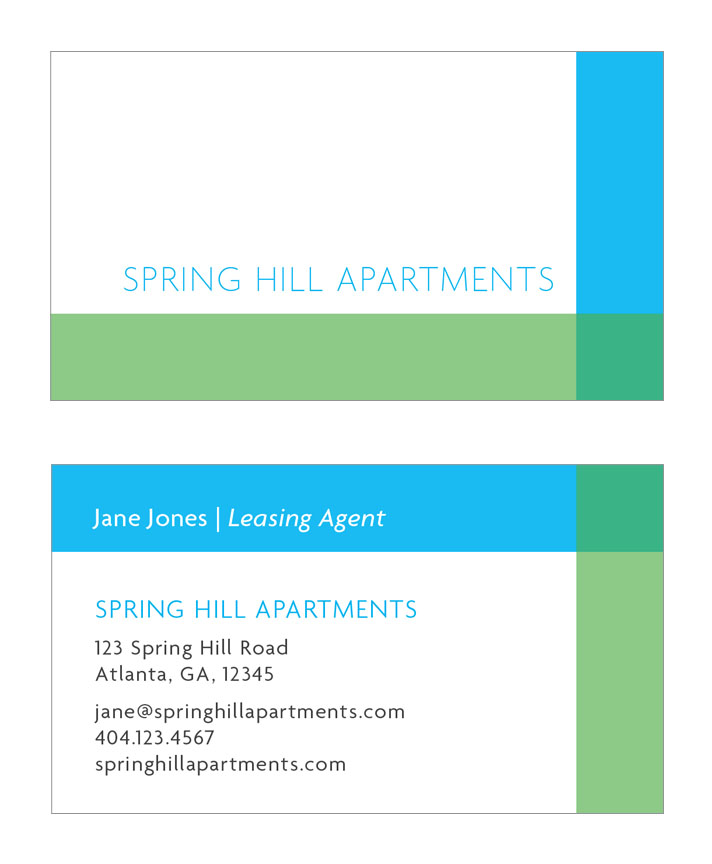 SPRING HILL APARTMENTS
Jane Jones | Leasing Agent
SPRING HILL APARTMENTS
123 Spring Hill Road
Atlanta, GA, 12345
jane@springhillapartments.com
404.123.4567
springhillapartments.com